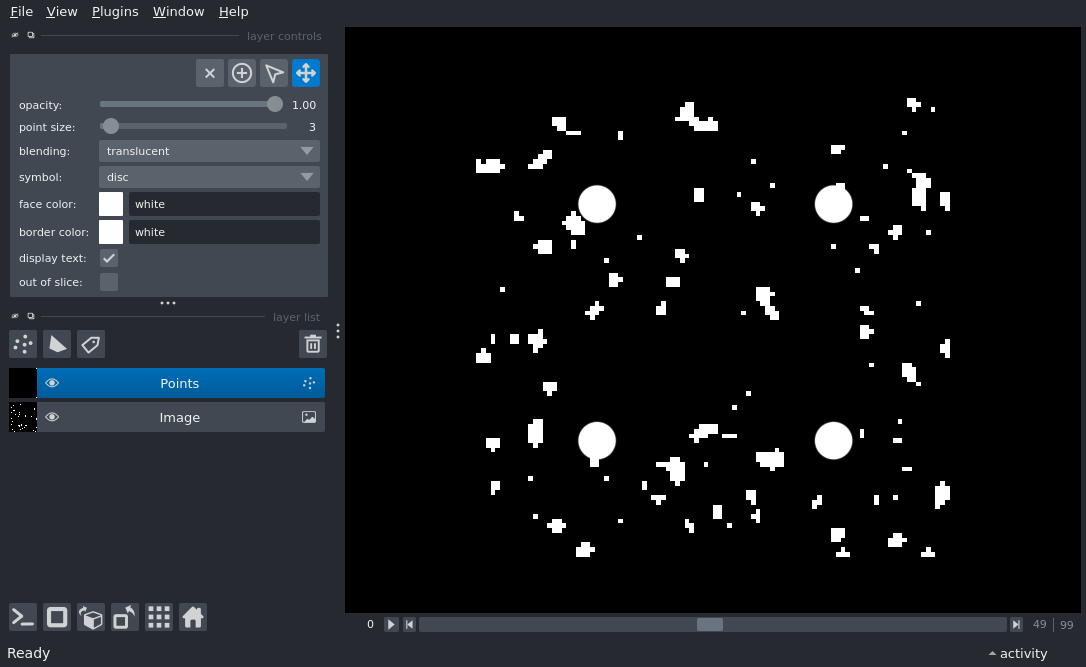 File View Plugins Window Help
layer controls
opacity: 1.00
point size: 3
blending: translucent
symbol: disc
face color: white
border color: white
display text:
out of slice:
layer list
Points
Image
0 49 99
Ready activity